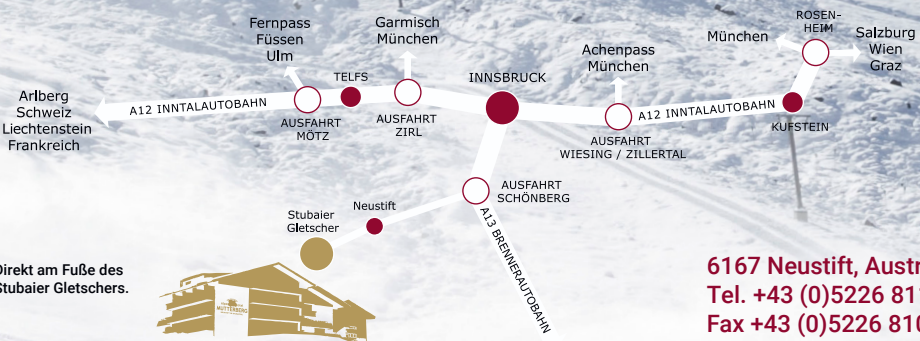 Fernpass
Füssen
Ulm
Garmisch
München
Achenpass
München
München
ROSEN-
HEIM
Salzburg
Wien
Graz
Arlberg
Schweiz
Liechtenstein
Frankreich
A12 INNTALAUTOBAHN
TELFS
INNSBRUCK
A12 INNTALAUTOBAHN
AUSFAHRT
MÖTZ
AUSFAHRT
ZIRL
AUSFAHRT
WIESING / ZILLERTAL
KUFSTEIN
AUSFAHRT
SCHÖNBERG
Stubaier
Gletscher
Neustift
A13 BRENNERAUTOBAHN
Direkt am Fuße des
Stubaier Gletschers.
MUTTERBERG
6167 Neustift, Austr
Tel. +43 (0)5226 81
Fax +43 (0)5226 810